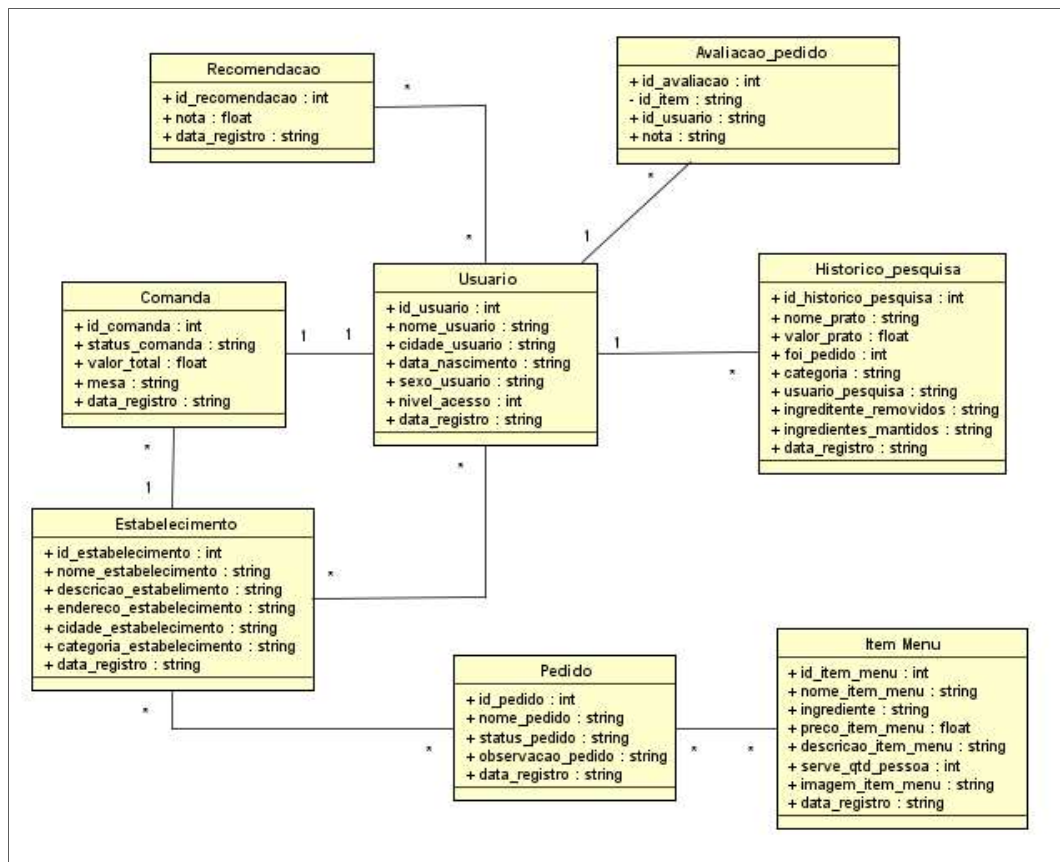 Recomendacao
+ id_recomendacao : int
+ nota : float
+ data_registro : string
*
*
Avaliacao_pedido
+ id_avaliacao : int
- id_item : string
+ id_usuario : string
+ nota : string
*
1
Comanda
+ id_comanda : int
+ status_comanda : string
+ valor_total : float
+ mesa : string
+ data_registro : string
1
1
Usuario
+ id_usuario : int
+ nome_usuario : string
+ cidade_usuario : string
+ data_nascimento : string
+ sexo_usuario : string
+ nivel_acesso : int
+ data_registro : string
1
*
Historico_pesquisa
+ id_historico_pesquisa : int
+ nome_prato : string
+ valor_prato : float
+ foi_pedido : int
+ categoria : string
+ usuario_pesquisa : string
+ ingreditente_removidos : string
+ ingredientes_mantidos : string
+ data_registro : string
*
1
*
*
Estabelecimento
+ id_estabelecimento : int
+ nome_estabelecimento : string
+ descricao_estabelimento : string
+ endereco_estabelecimento : string
+ cidade_estabelecimento : string
+ categoria_estabelecimento : string
+ data_registro : string
*
*
Pedido
+ id_pedido : int
+ nome_pedido : string
+ status_pedido : string
+ observacao_pedido : string
+ data_registro : string
*
*
Item Menu
+ id_item_menu : int
+ nome_item_menu : string
+ ingrediente : string
+ preco_item_menu : float
+ descricao_item_menu : string
+ serve_qtd_pessoa : int
+ imagem_item_menu : string
+ data_registro : string